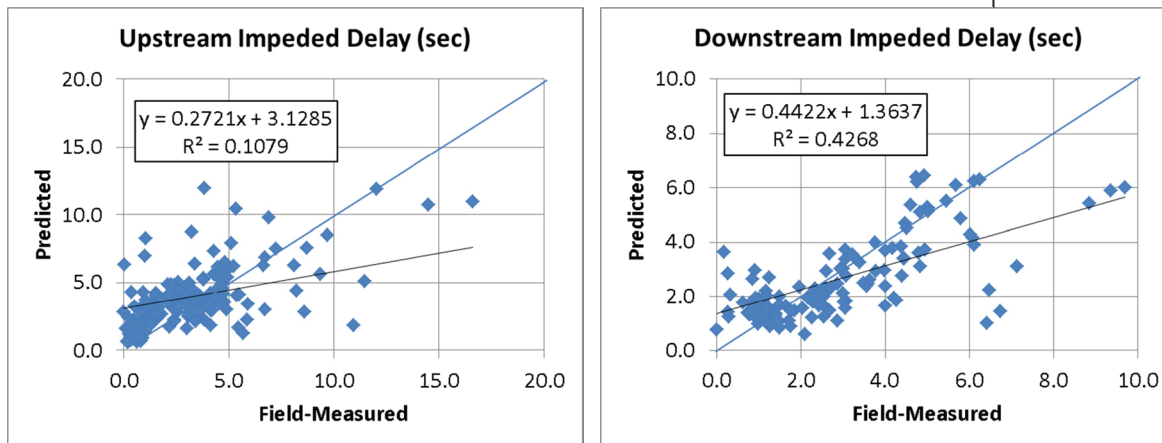 Upstream Impeded Delay (sec)
20.0
15.0
10.0
5.0
0.0
y = 0.2721x + 3.1285
R² = 0.1079
Predicted
0.0 5.0 10.0 15.0 20.0
Field-Measured
Downstream Impeded Delay (sec)
10.0
8.0
6.0
4.0
2.0
0.0
y = 0.4422x + 1.3637
R² = 0.4268
Predicted
0.0 2.0 4.0 6.0 8.0 10.0
Field-Measured